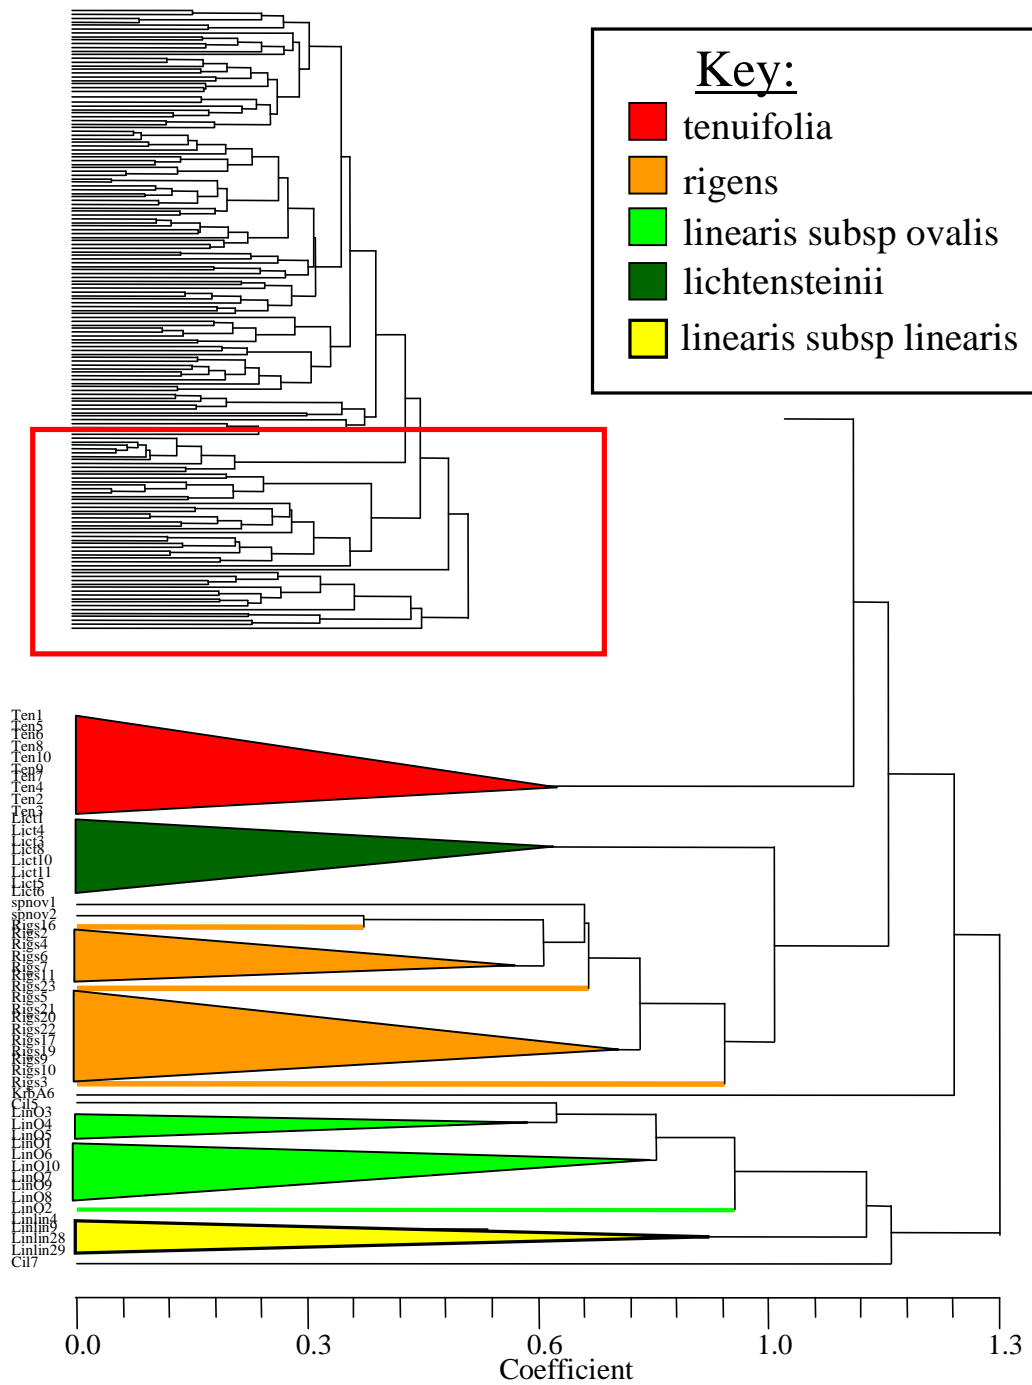 Key:
tenuifolia
rigens
linearis subsp ovalis
lichtensteinii
linearis subsp linearis
Ten1
Ten5
Ten6
Ten8
Ten10
Ten9
Ten7
Ten4
Ten2
Ten3
Lict1
Lict4
Lict3
Lict8
Lict10
Lict11
Lict5
Lict6
spnov1
spnov2
Rigs16
Rigs2
Rigs4
Rigs6
Rigs7
Rigs11
Rigs23
Rigs5
Rigs21
Rigs20
Rigs22
Rigs17
Rigs19
Rigs9
Rigs10
Rigs3
KrbA6
Cil5
LinO3
LinO4
LinO5
LinO1
LinO6
LinO10
LinO7
LinO9
LinO8
LinO2
Linlin4
Linlin9
Linlin28
Linlin29
Cil7
0.0 0.3 0.6 1.0 1.3
Coefficient